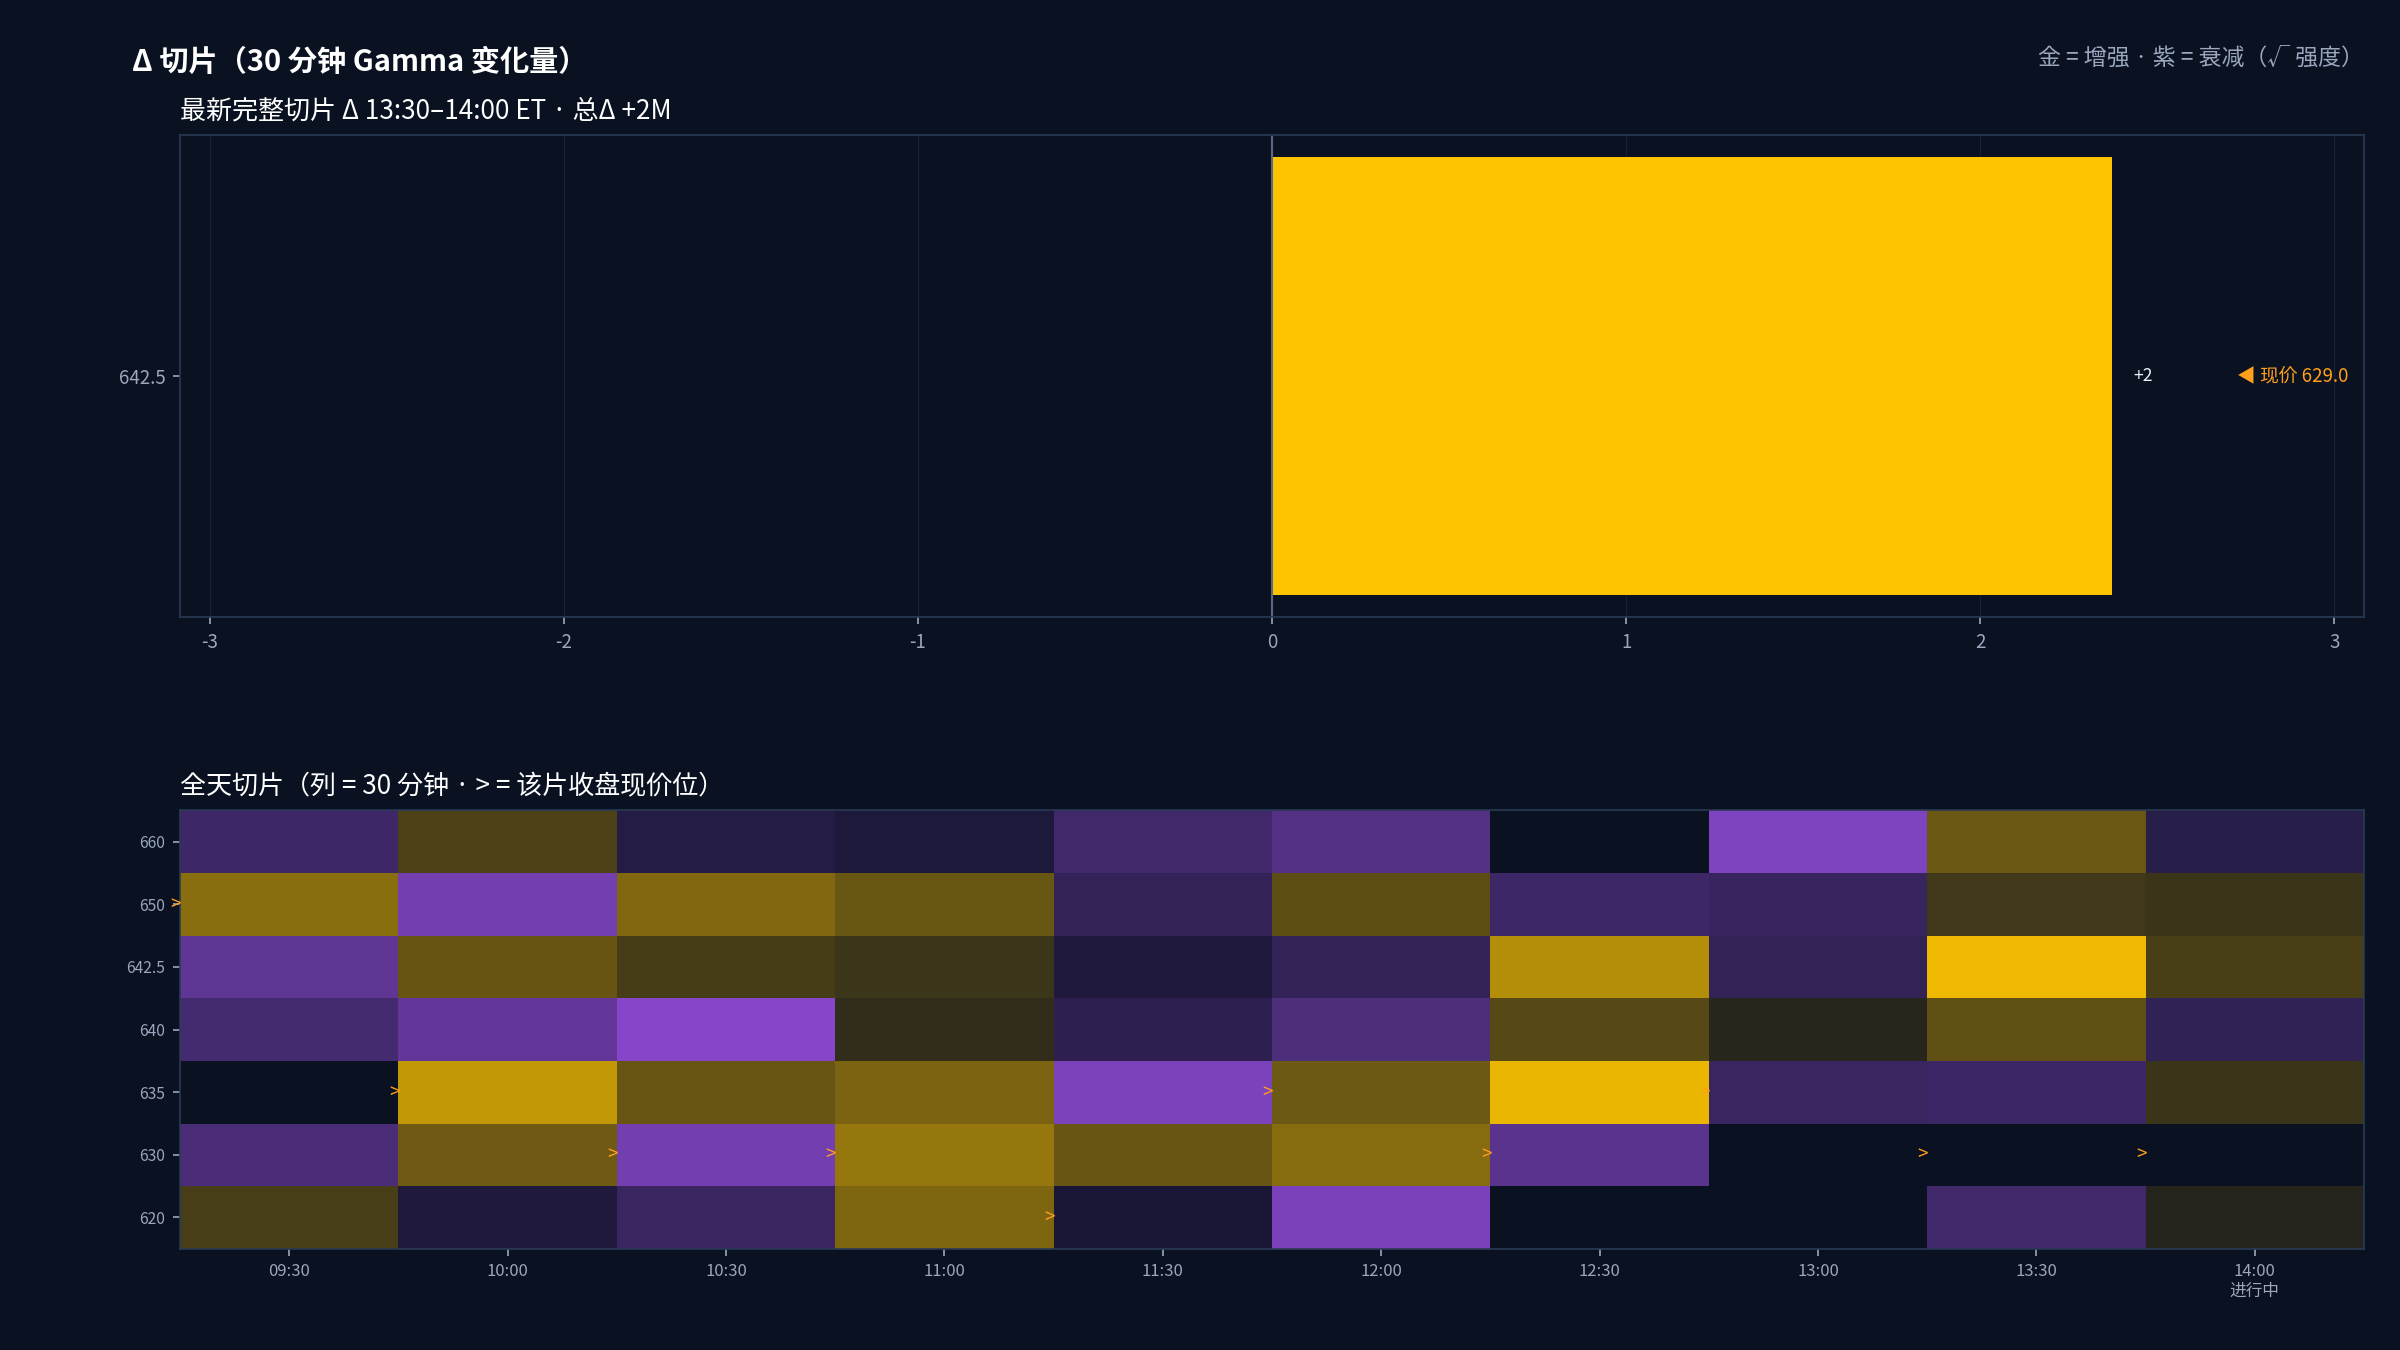 Δ 切片（30 分钟 Gamma 变化量）
金 = 增强 · 紫 = 衰减（√ 强度）
最新完整切片 Δ 13:30–14:00 ET · 总Δ +2M
642.5
+2
◀ 现价 629.0
-3 -2 -1 0 1 2 3
全天切片（列 = 30 分钟 · > = 该片收盘现价位）
660
650 >
642.5
640
635 > > 
630 > > > > >
620 >
09:30 10:00 10:30 11:00 11:30 12:00 12:30 13:00 13:30 14:00
进行中